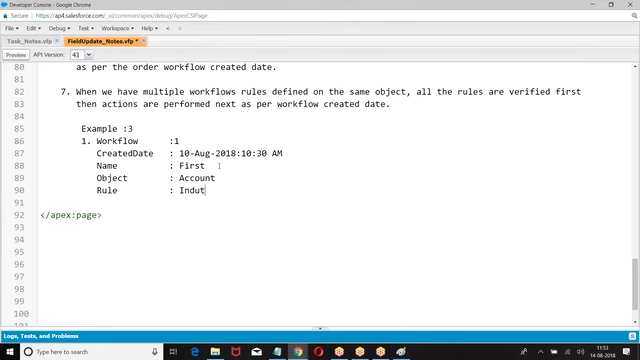 Developer Console - Google Chrome
Secure | https://ap4.salesforce.com/_ui/common/apex/debug/ApexCSIPage
File Edit Debug Test Workspace Help < >
Task_Notes.vfp * FieldUpdate_Notes.vfp *
Preview API Version: 43
80 as per the order workflow created date.
81
82 7. When we have multiple workflows rules defined on the same object, all the rules are verified first
83 then actions are performed next as per workflow created date.
84
85 Example :3
86 1. Workflow :1
87 CreatedDate : 10-Aug-2018:10:30 AM
88 Name : First
89 Object : Account
90 Rule : Indut
91
92 </apex:page>
93
94
95
96
97
98
99
100
101
Logs, Tests, and Problems
Type here to search
11:53
14-08-2018